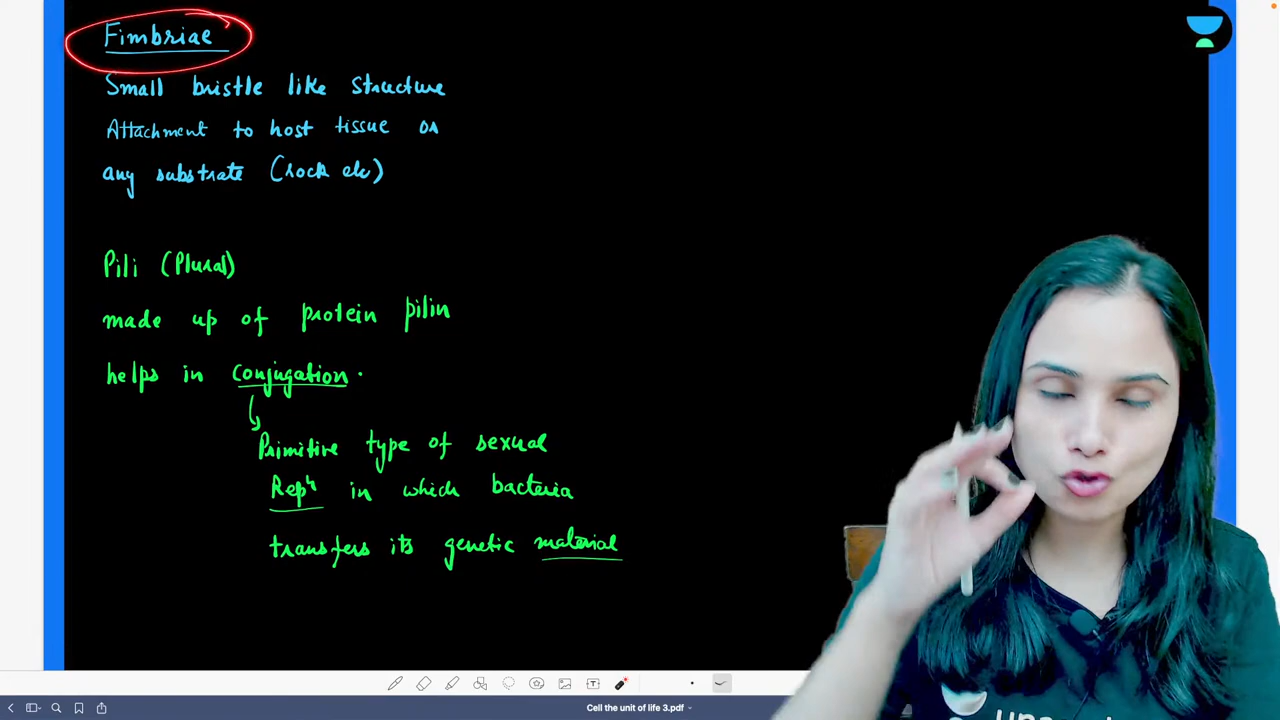 Fimbriae
Small bristle like structure
Attachment to host tissue or
any substrate (rock etc)
Pili (Plural)
made up of protein pilin
helps in conjugation.
Primitive type of sexual
Repⁿ in which bacteria
transfers its genetic material
Cell the unit of life 3.pdf